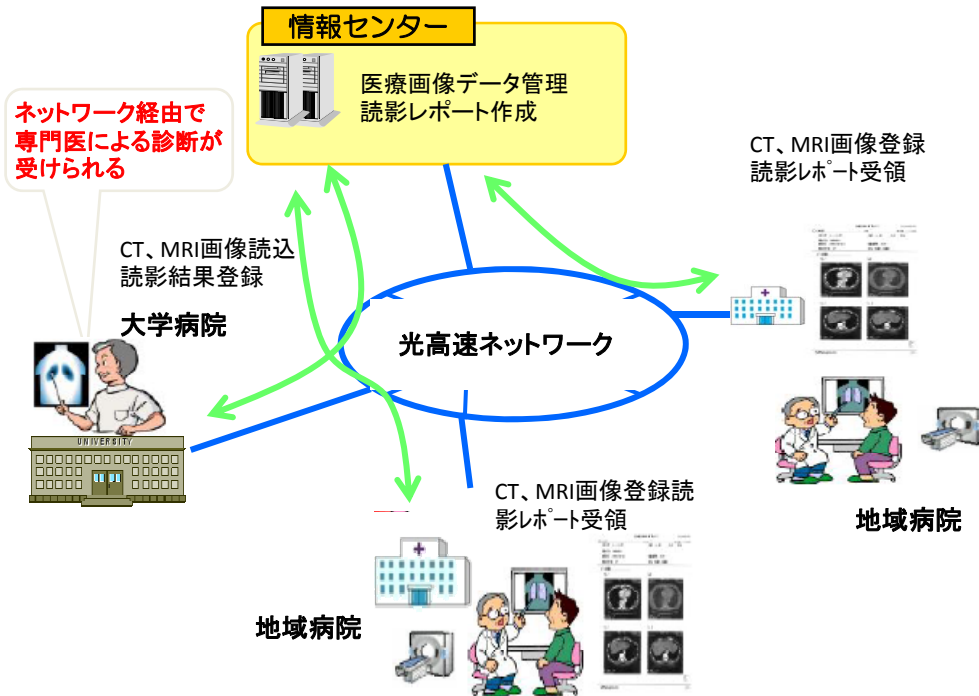 情報センター
医療画像データ管理
読影レポート作成
ネットワーク経由で
専門医による診断が
受けられる
CT、MRI画像登録
読影ﾚﾎﾟｰﾄ受領
CT、MRI画像読込
読影結果登録
大学病院
光高速ネットワーク
UNIVERSITY
CT、MRI画像登録読
影ﾚﾎﾟｰﾄ受領
地域病院
地域病院